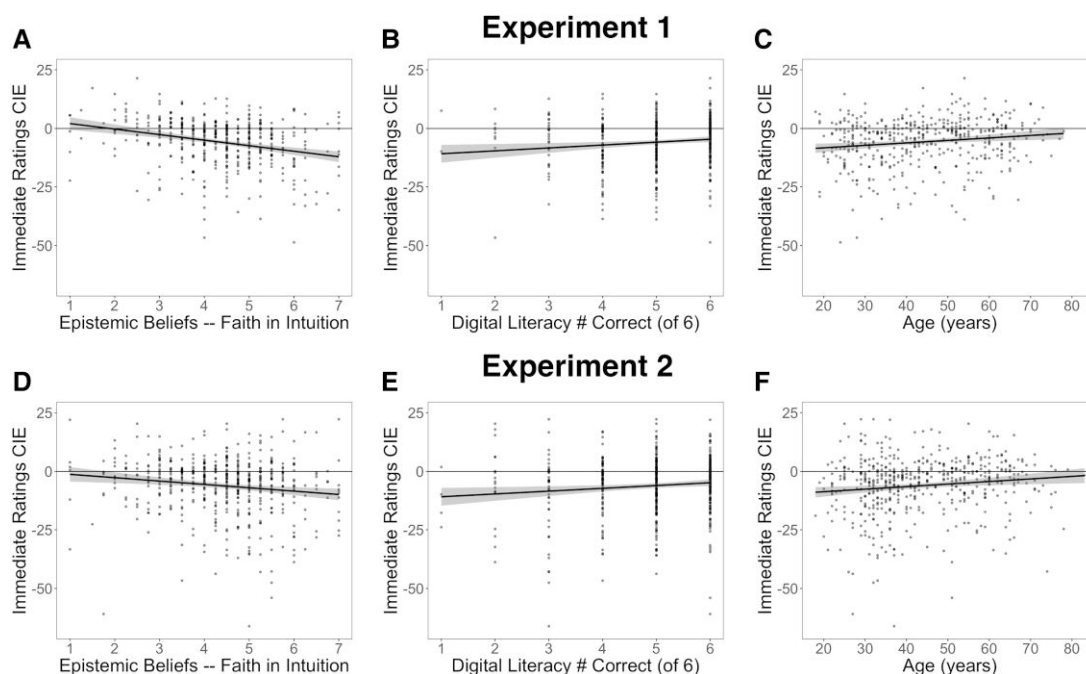 Experiment 1
A
B
C
Immediate Ratings CIE
25
0
-25
-50
1 2 3 4 5 6 7
Epistemic Beliefs -- Faith in Intuition
Immediate Ratings CIE
25
0
-25
-50
1 2 3 4 5 6
Digital Literacy # Correct (of 6)
Immediate Ratings CIE
25
0
-25
-50
20 30 40 50 60 70 80
Age (years)
Experiment 2
D
E
F
Immediate Ratings CIE
25
0
-25
-50
1 2 3 4 5 6 7
Epistemic Beliefs -- Faith in Intuition
Immediate Ratings CIE
25
0
-25
-50
1 2 3 4 5 6
Digital Literacy # Correct (of 6)
Immediate Ratings CIE
25
0
-25
-50
20 30 40 50 60 70 80
Age (years)